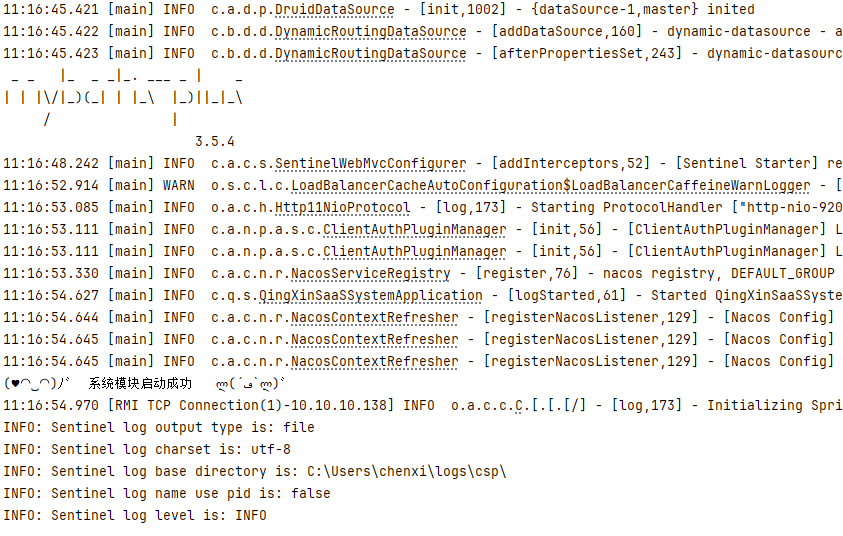 11:16:45.421 [main] INFO  c.a.d.p.DruidDataSource - [init,1002] - {dataSource-1,master} inited
11:16:45.422 [main] INFO  c.b.d.d.DynamicRoutingDataSource - [addDataSource,160] - dynamic-datasource - a
11:16:45.423 [main] INFO  c.b.d.d.DynamicRoutingDataSource - [afterPropertiesSet,243] - dynamic-datasourc
 _ _   |_  _ _|_. ___ _ |    _
| | |\/|_)(_| | |_\  |_)||_|_\
     /               |
                        3.5.4
11:16:48.242 [main] INFO  c.a.c.s.SentinelWebMvcConfigurer - [addInterceptors,52] - [Sentinel Starter] re
11:16:52.914 [main] WARN  o.s.c.l.c.LoadBalancerCacheAutoConfiguration$LoadBalancerCaffeineWarnLogger - [
11:16:53.085 [main] INFO  o.a.c.h.Http11NioProtocol - [log,173] - Starting ProtocolHandler ["http-nio-920
11:16:53.111 [main] INFO  c.a.n.p.a.s.c.ClientAuthPluginManager - [init,56] - [ClientAuthPluginManager] L
11:16:53.111 [main] INFO  c.a.n.p.a.s.c.ClientAuthPluginManager - [init,56] - [ClientAuthPluginManager] L
11:16:53.330 [main] INFO  c.a.c.n.r.NacosServiceRegistry - [register,76] - nacos registry, DEFAULT_GROUP
11:16:54.627 [main] INFO  c.q.s.QingXinSaaSSystemApplication - [logStarted,61] - Started QingXinSaaSSyste
11:16:54.644 [main] INFO  c.a.c.n.r.NacosContextRefresher - [registerNacosListener,129] - [Nacos Config]
11:16:54.645 [main] INFO  c.a.c.n.r.NacosContextRefresher - [registerNacosListener,129] - [Nacos Config]
11:16:54.645 [main] INFO  c.a.c.n.r.NacosContextRefresher - [registerNacosListener,129] - [Nacos Config]
(♥◠‿◠)ﾉﾞ  系统模块启动成功   ლ(´ڡ`ლ)ﾞ
11:16:54.970 [RMI TCP Connection(1)-10.10.10.138] INFO  o.a.c.c.C.[.[.[/] - [log,173] - Initializing Spri
INFO: Sentinel log output type is: file
INFO: Sentinel log charset is: utf-8
INFO: Sentinel log base directory is: C:\Users\chenxi\logs\csp\
INFO: Sentinel log name use pid is: false
INFO: Sentinel log level is: INFO